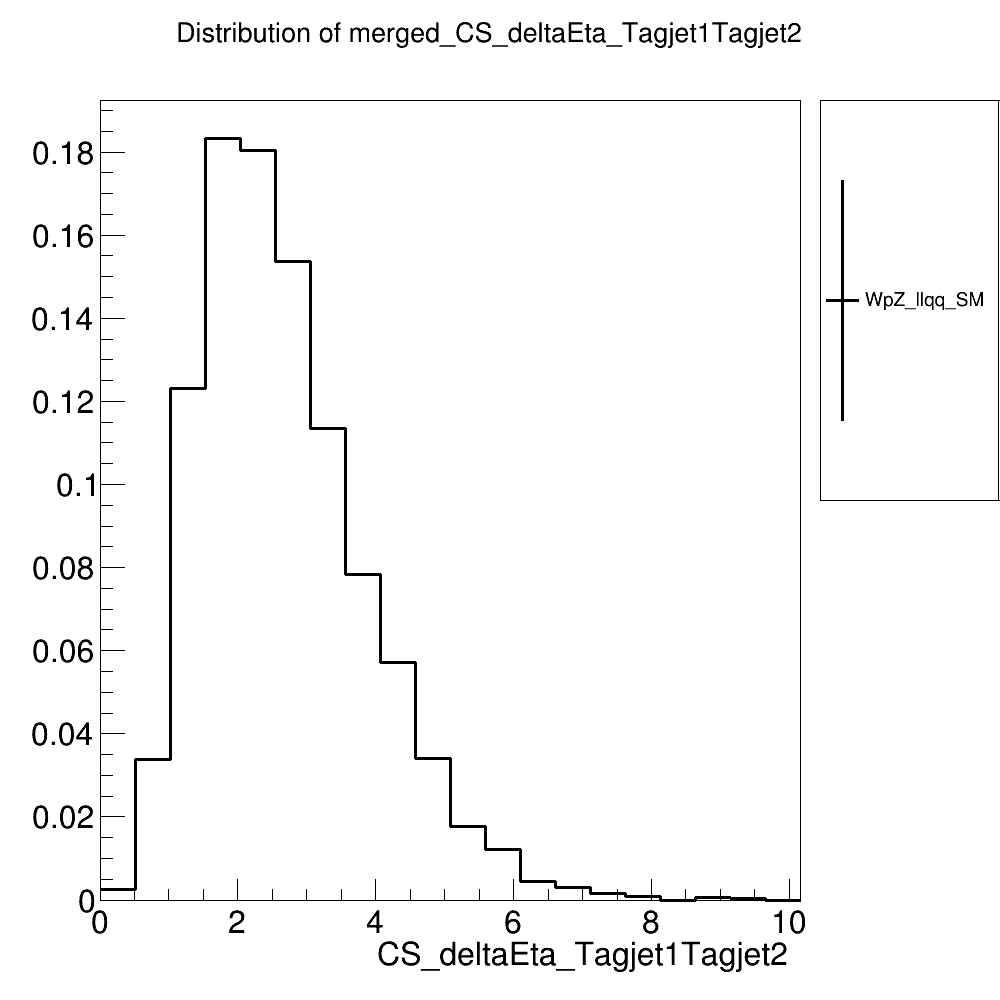 Distribution of merged_CS_deltaEta_Tagjet1Tagjet2
0.18
0.16
0.14
0.12
0.1
0.08
0.06
0.04
0.02
0
0 2 4 6 8 10
CS_deltaEta_Tagjet1Tagjet2
WpZ_llqq_SM